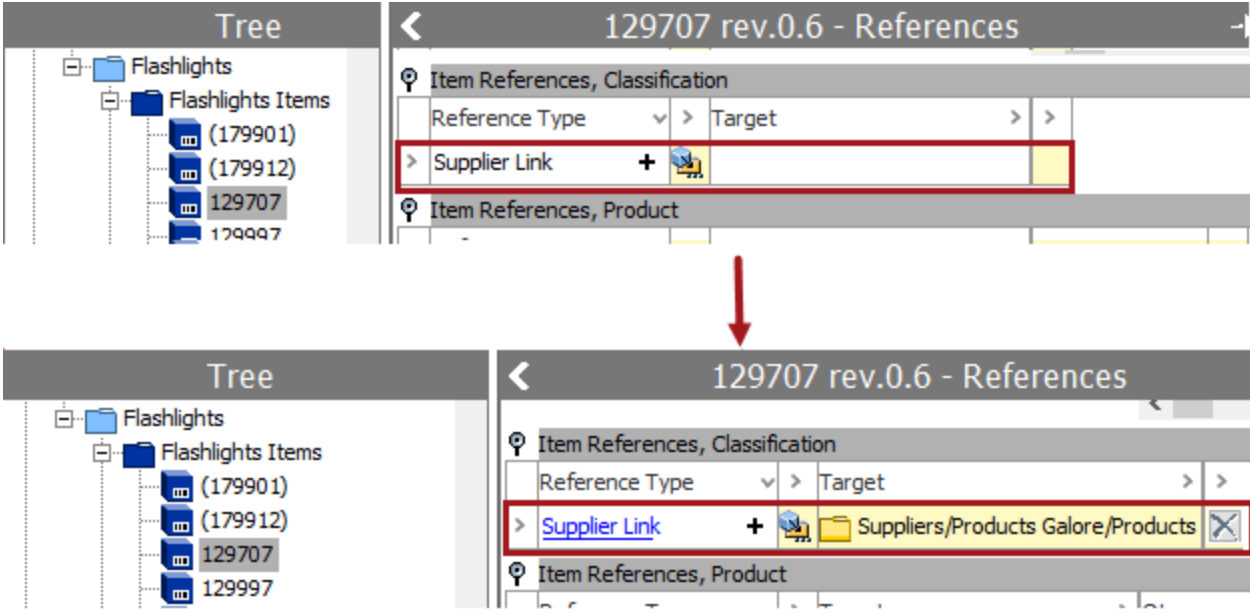 Tree
129707 rev.0.6 - References
Flashlights
Flashlights Items
(179901)
(179912)
129707
129997
Item References, Classification
Reference Type > Target > >
Supplier Link +
Item References, Product
Tree
129707 rev.0.6 - References
Flashlights
Flashlights Items
(179901)
(179912)
129707
129997
Item References, Classification
Reference Type > Target > >
Supplier Link + Suppliers/Products Galore/Products
Item References, Product